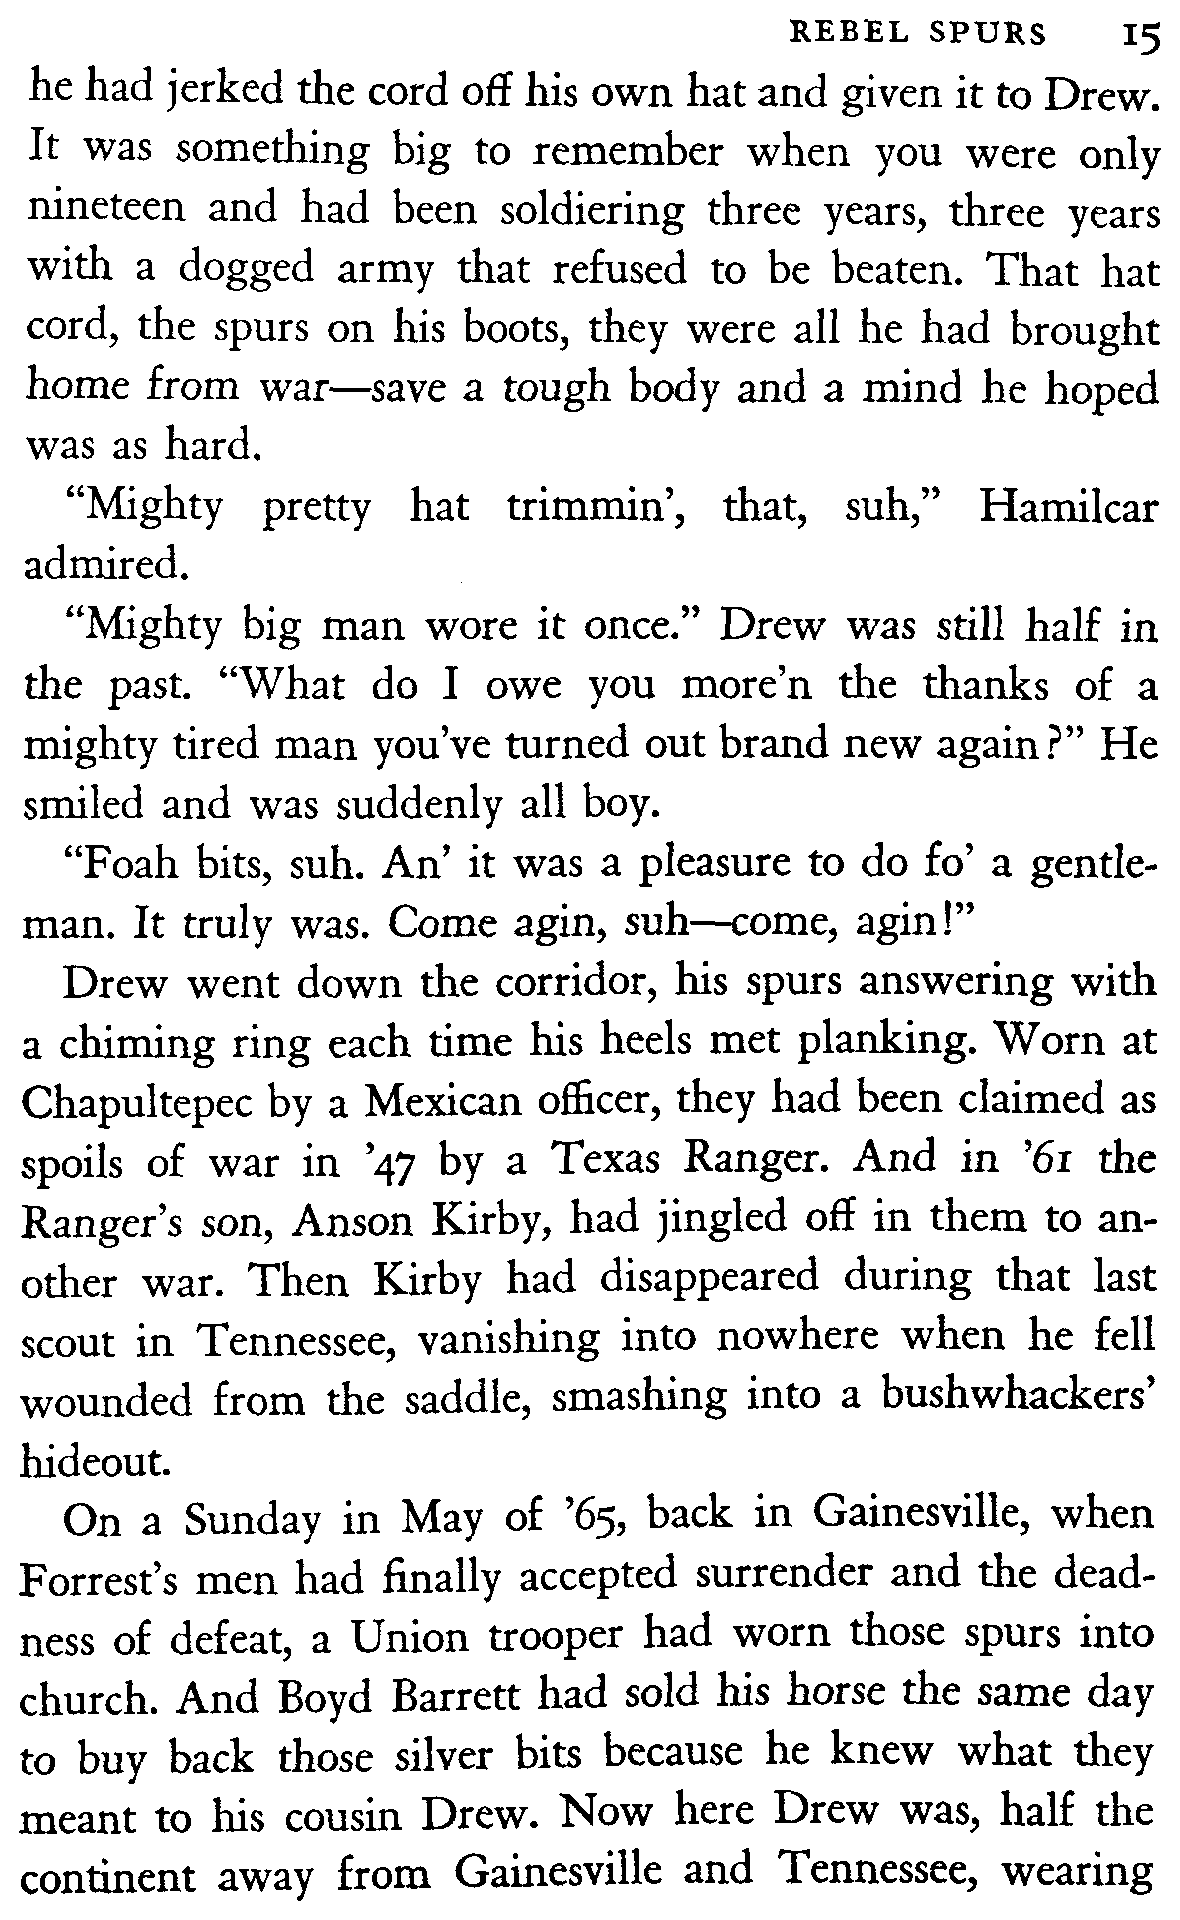 REBEL SPURS 15
he had jerked the cord off his own hat and given it to Drew.
It was something big to remember when you were only
nineteen and had been soldiering three years, three years
with a dogged army that refused to be beaten. That hat
cord, the spurs on his boots, they were all he had brought
home from war—save a tough body and a mind he hoped
was as hard.
“Mighty pretty hat trimmin’, that, suh,” Hamilcar
admired.
“Mighty big man wore it once.” Drew was still half in
the past. “What do I owe you more’n the thanks of a
mighty tired man you’ve turned out brand new again?” He
smiled and was suddenly all boy.
“Foah bits, suh. An’ it was a pleasure to do fo’ a gentle-
man. It truly was. Come agin, suh—come, agin!”
Drew went down the corridor, his spurs answering with
a chiming ring each time his heels met planking. Worn at
Chapultepec by a Mexican officer, they had been claimed as
spoils of war in ’47 by a Texas Ranger. And in ’61 the
Ranger’s son, Anson Kirby, had jingled off in them to an-
other war. Then Kirby had disappeared during that last
scout in Tennessee, vanishing into nowhere when he fell
wounded from the saddle, smashing into a bushwhackers’
hideout.
On a Sunday in May of ’65, back in Gainesville, when
Forrest’s men had finally accepted surrender and the dead-
ness of defeat, a Union trooper had worn those spurs into
church. And Boyd Barrett had sold his horse the same day
to buy back those silver bits because he knew what they
meant to his cousin Drew. Now here Drew was, half the
continent away from Gainesville and Tennessee, wearing